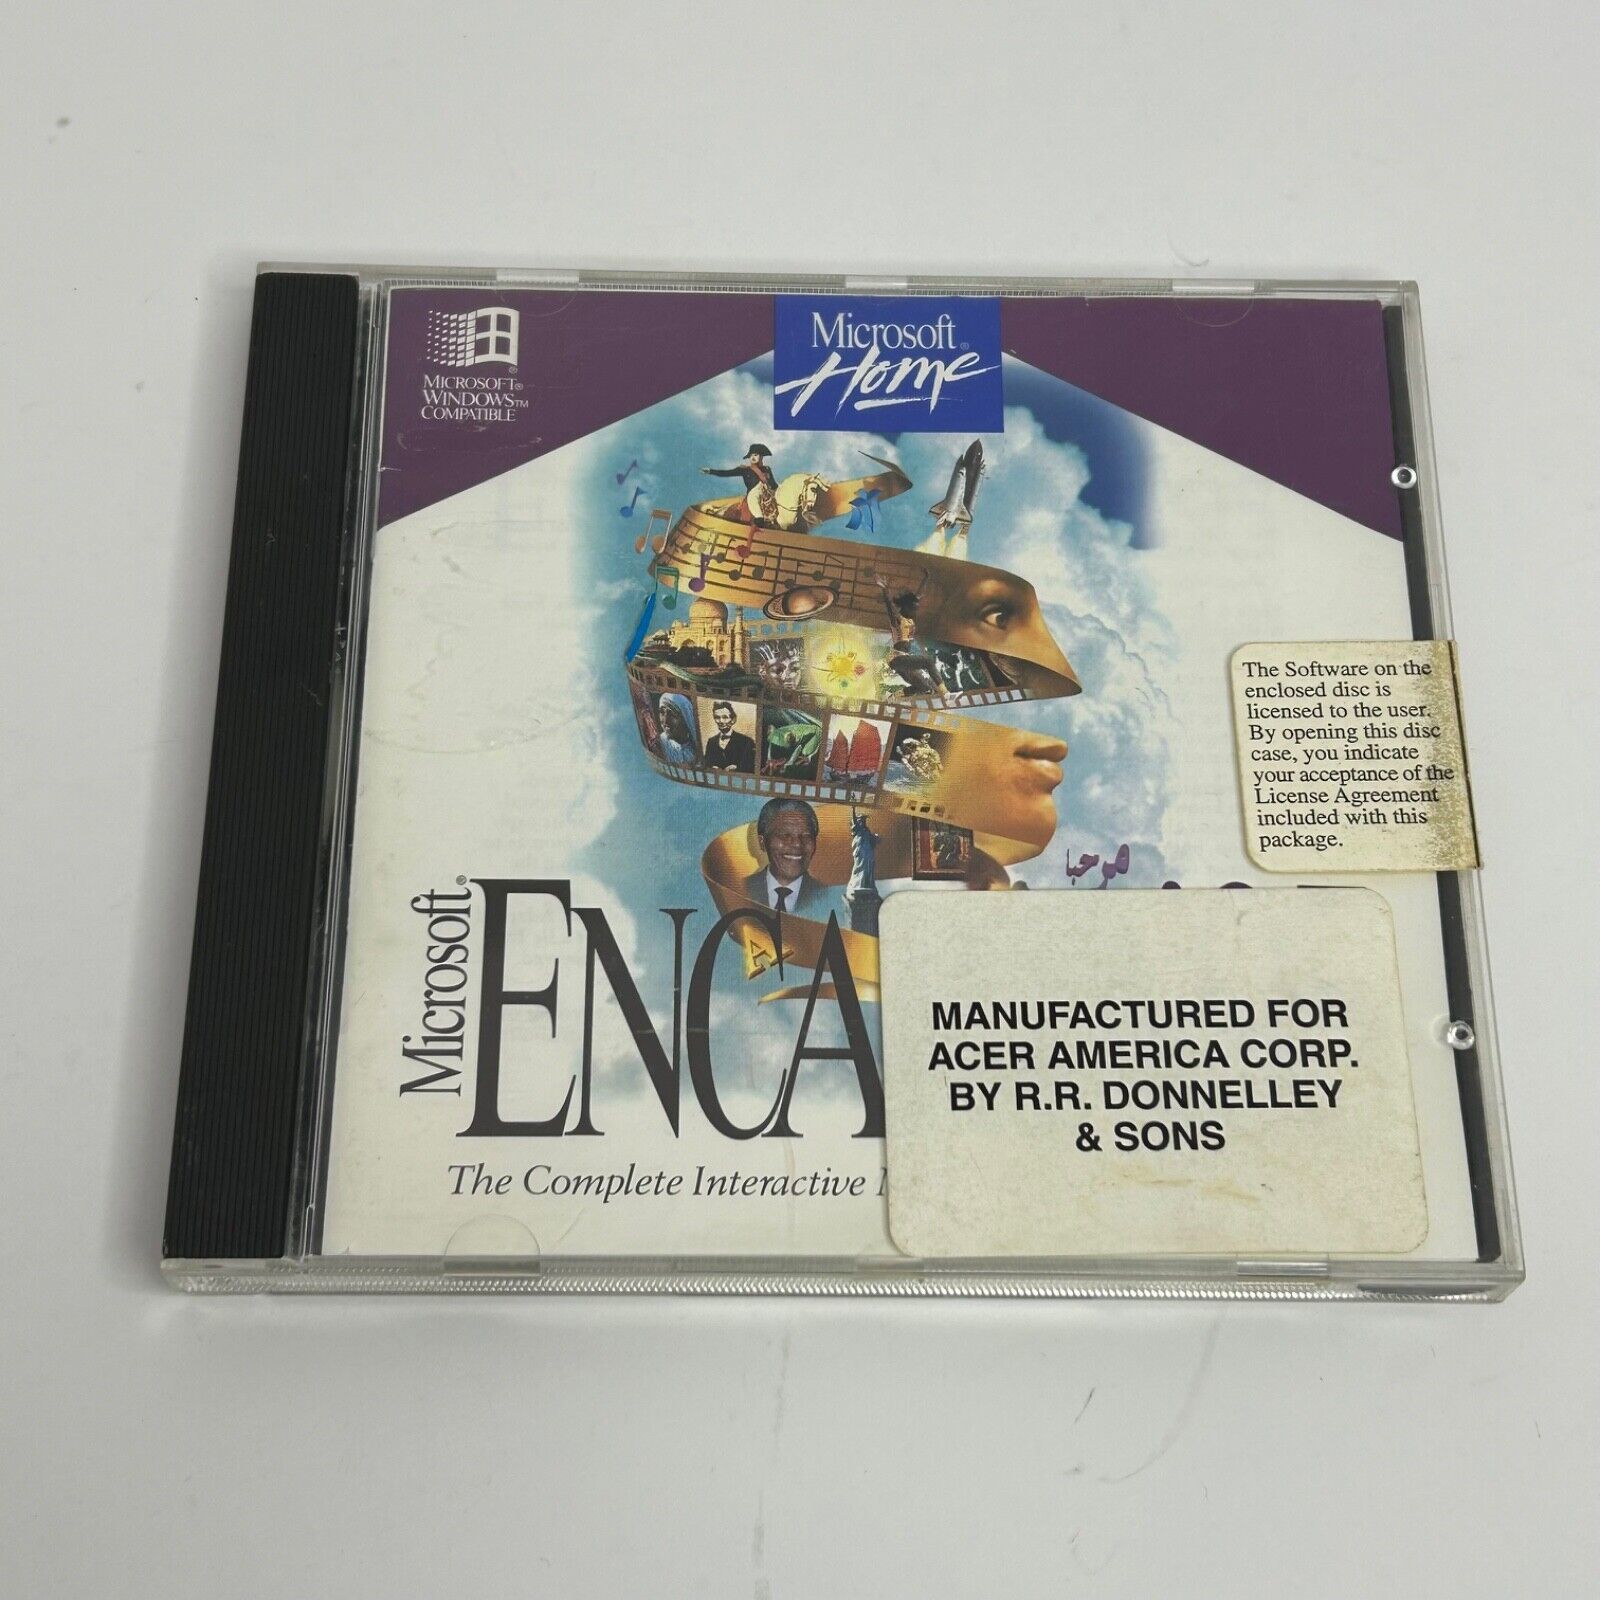 Microsoft®
Home
MICROSOFT®
WINDOWS™
COMPATIBLE
The Software on the
enclosed disc is
licensed to the user.
By opening this disc
case, you indicate
your acceptance of the
License Agreement
included with this
package.
مرحبا
A
Microsoft®
ENCA
The Complete Interactive
MANUFACTURED FOR
ACER AMERICA CORP.
BY R.R. DONNELLEY
& SONS